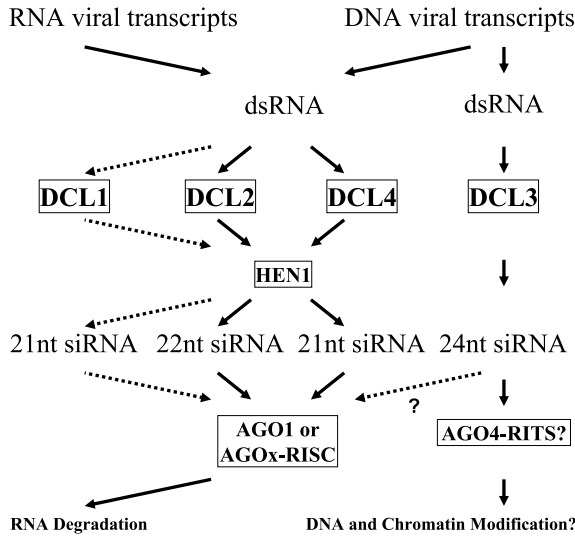 RNA viral transcripts
DNA viral transcripts
dsRNA
dsRNA
DCL1
DCL2
DCL4
DCL3
HEN1
21nt siRNA
22nt siRNA
21nt siRNA
24nt siRNA
?
AGO1 or
AGOx-RISC
AGO4-RITS?
RNA Degradation
DNA and Chromatin Modification?